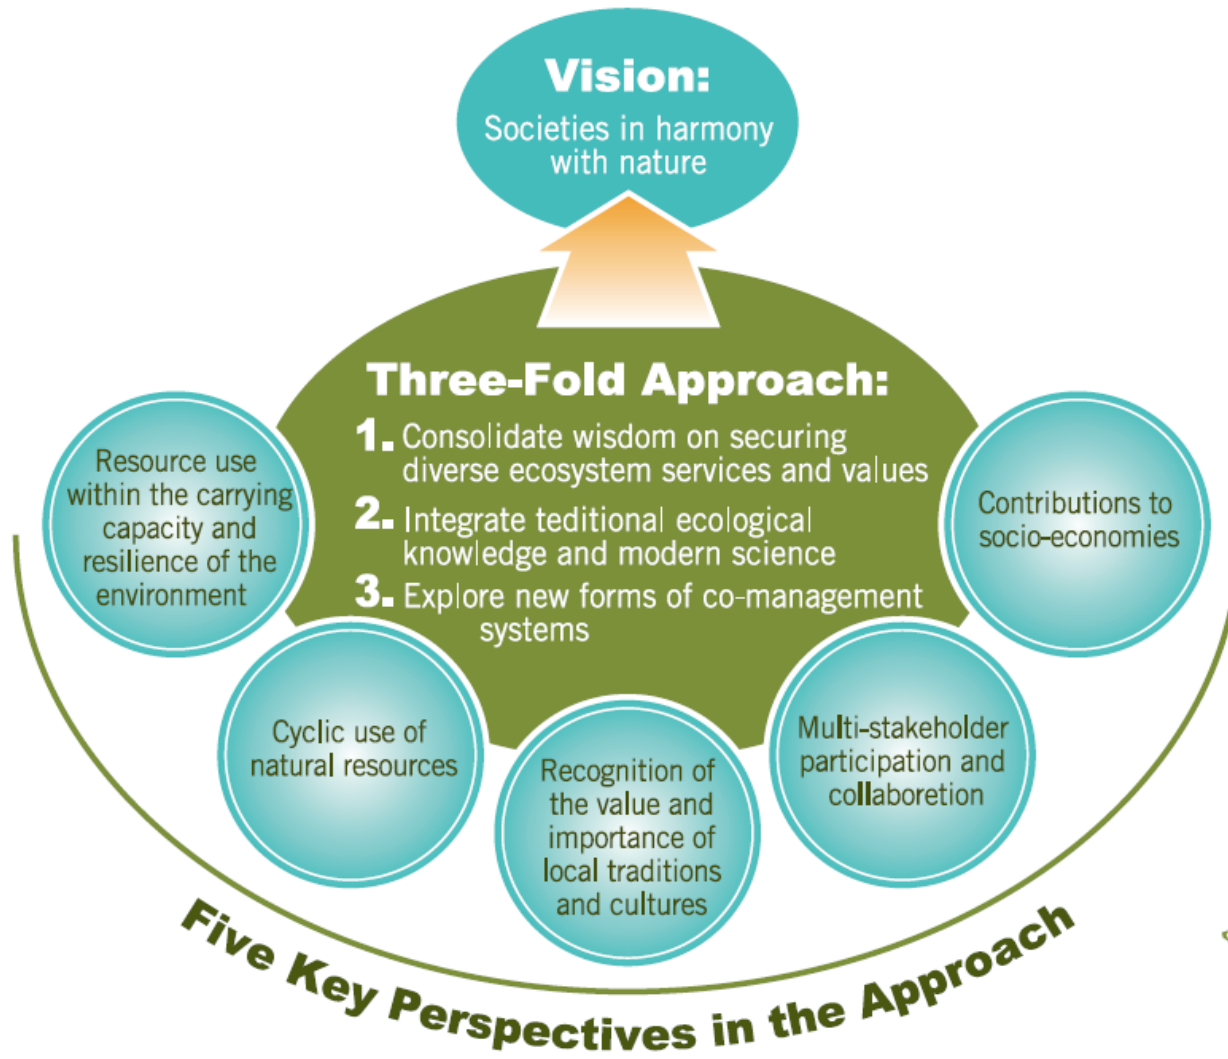 Vision:
Societies in harmony
with nature
Three-Fold Approach:
1. Consolidate wisdom on securing
diverse ecosystem services and values
2. Integrate teditional ecological
knowledge and modern science
3. Explore new forms of co-management
systems
Resource use
within the carrying
capacity and
resilience of the
environment
Cyclic use of
natural resources
Recognition of
the value and
importance of
local traditions
and cultures
Multi-stakeholder
participation and
collaboretion
Contributions to
socio-economies
Five Key Perspectives in the Approach